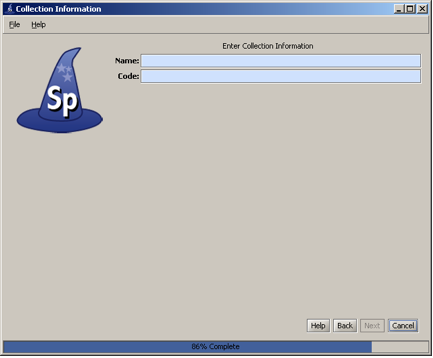 Collection Information
File Help
Enter Collection Information
Name:
Code:
Sp
Help Back Next Cancel
86% Complete